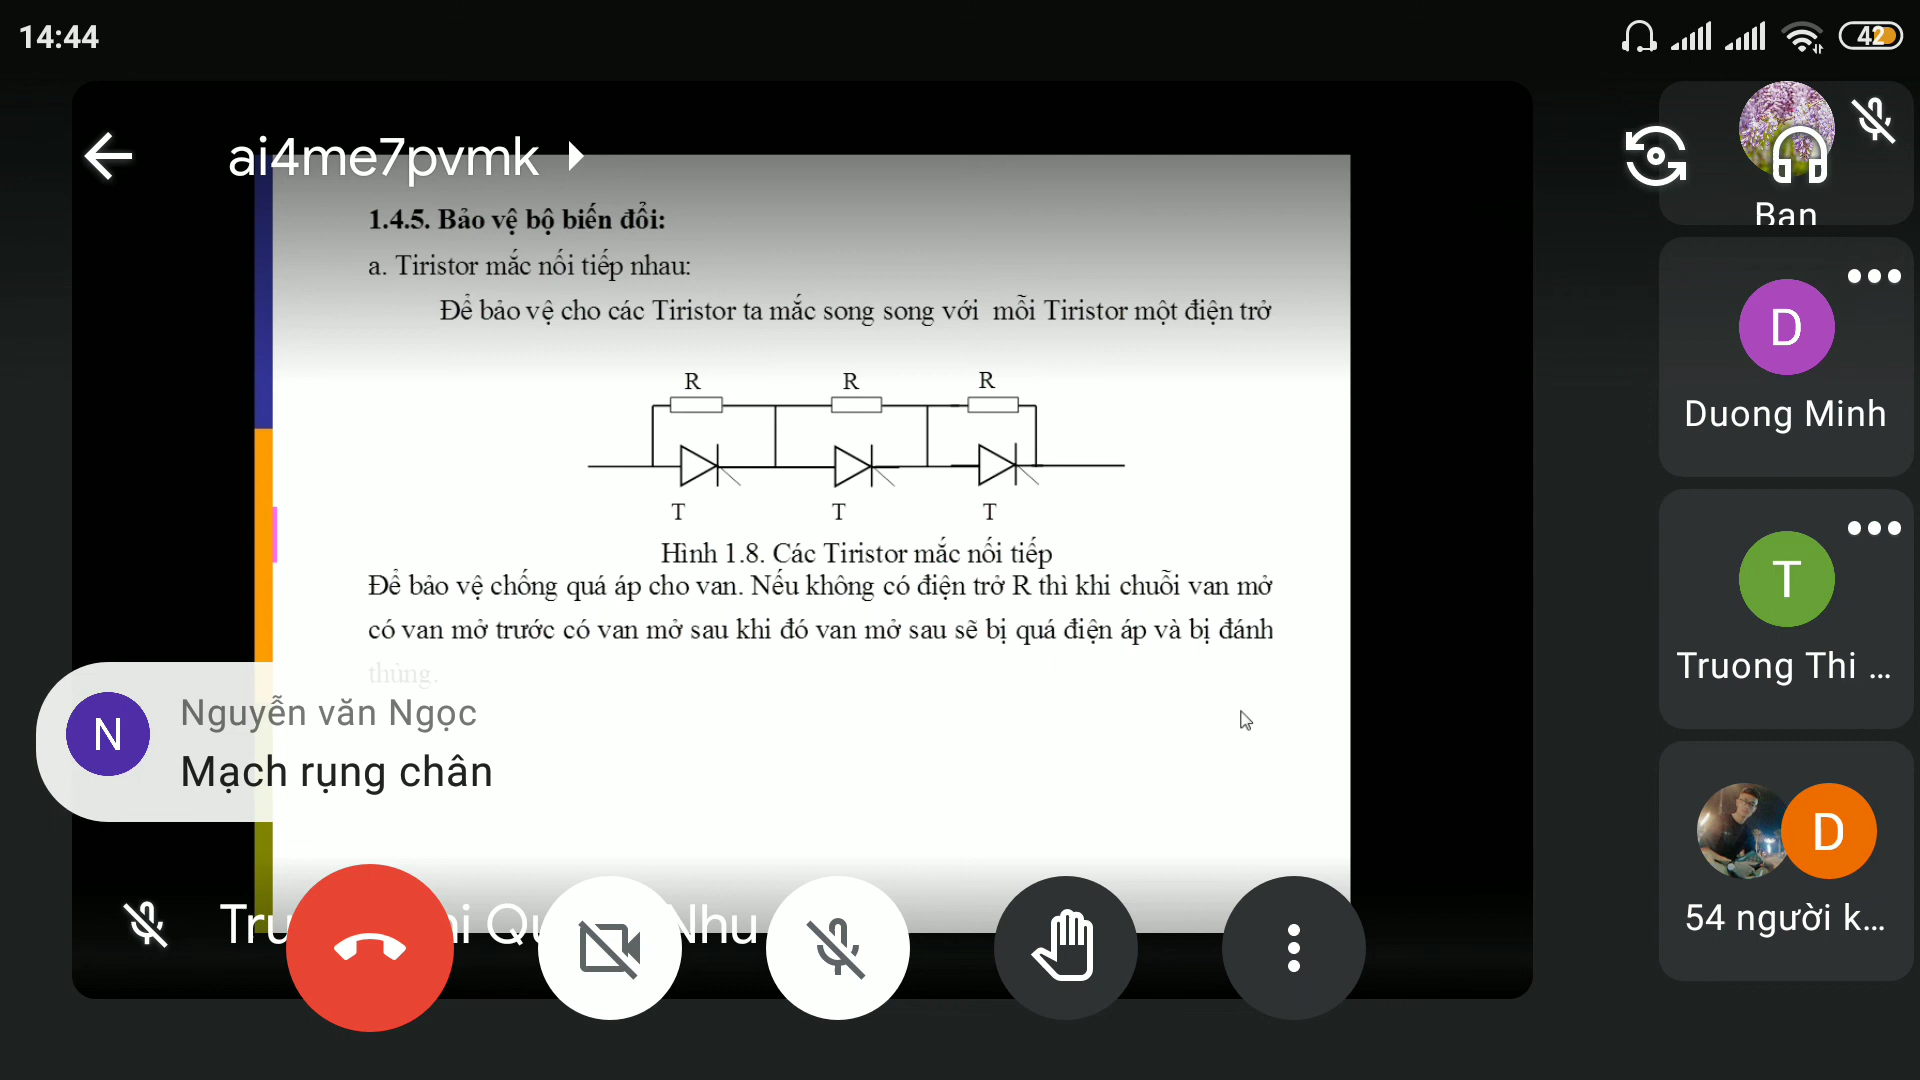 14:44
42
ai4me7pvmk
1.4.5. Bảo vệ bộ biến đổi:
a. Tiristor mắc nối tiếp nhau:
Để bảo vệ cho các Tiristor ta mắc song song với mỗi Tiristor một điện trở
R R R
T T T
Hình 1.8. Các Tiristor mắc nối tiếp
Để bảo vệ chống quá áp cho van. Nếu không có điện trở R thì khi chuỗi van mở
có van mở trước có van mở sau khi đó van mở sau sẽ bị quá điện áp và bị đánh
thủng.
N
Nguyễn văn Ngọc
Mạch rụng chân
Nhu
Bạn
D
Duong Minh
T
Truong Thi ...
D
54 người k...